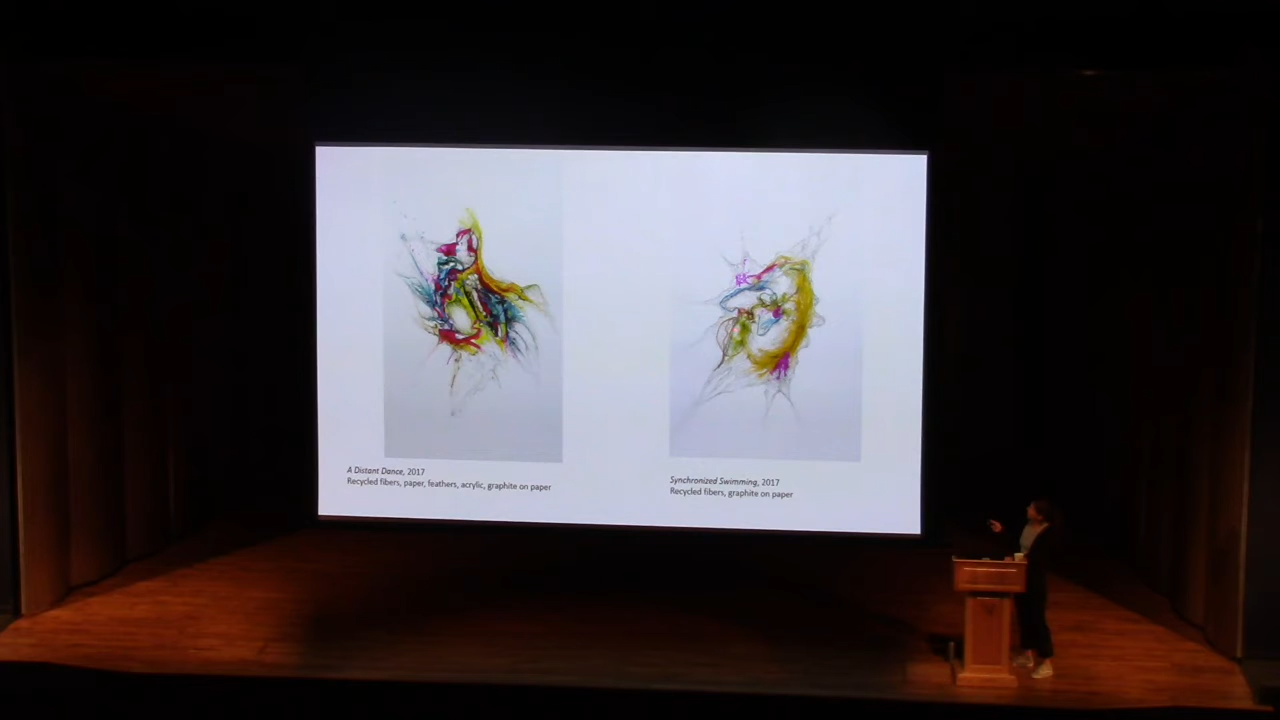 A Distant Dance, 2017
Recycled fibers, paper, feathers, acrylic, graphite on paper
Synchronized Swimming, 2017
Recycled fibers, graphite on paper